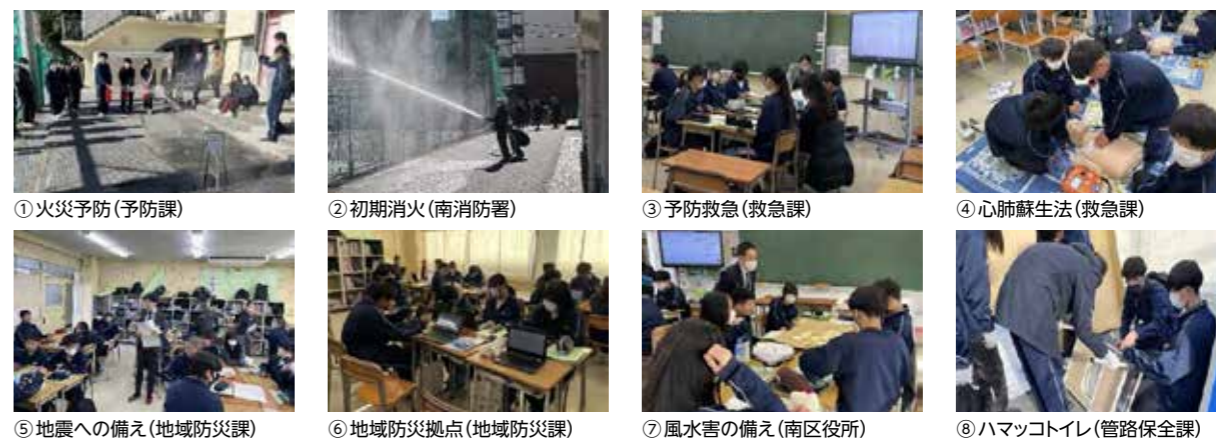 ①火災予防(予防課)
②初期消火(南消防署)
③予防救急(救急課)
④心肺蘇生法(救急課)
⑤地震への備え(地域防災課)
⑥地域防災拠点(地域防災課)
⑦風水害の備え(南区役所)
⑧ハマッコトイレ(管路保全課)